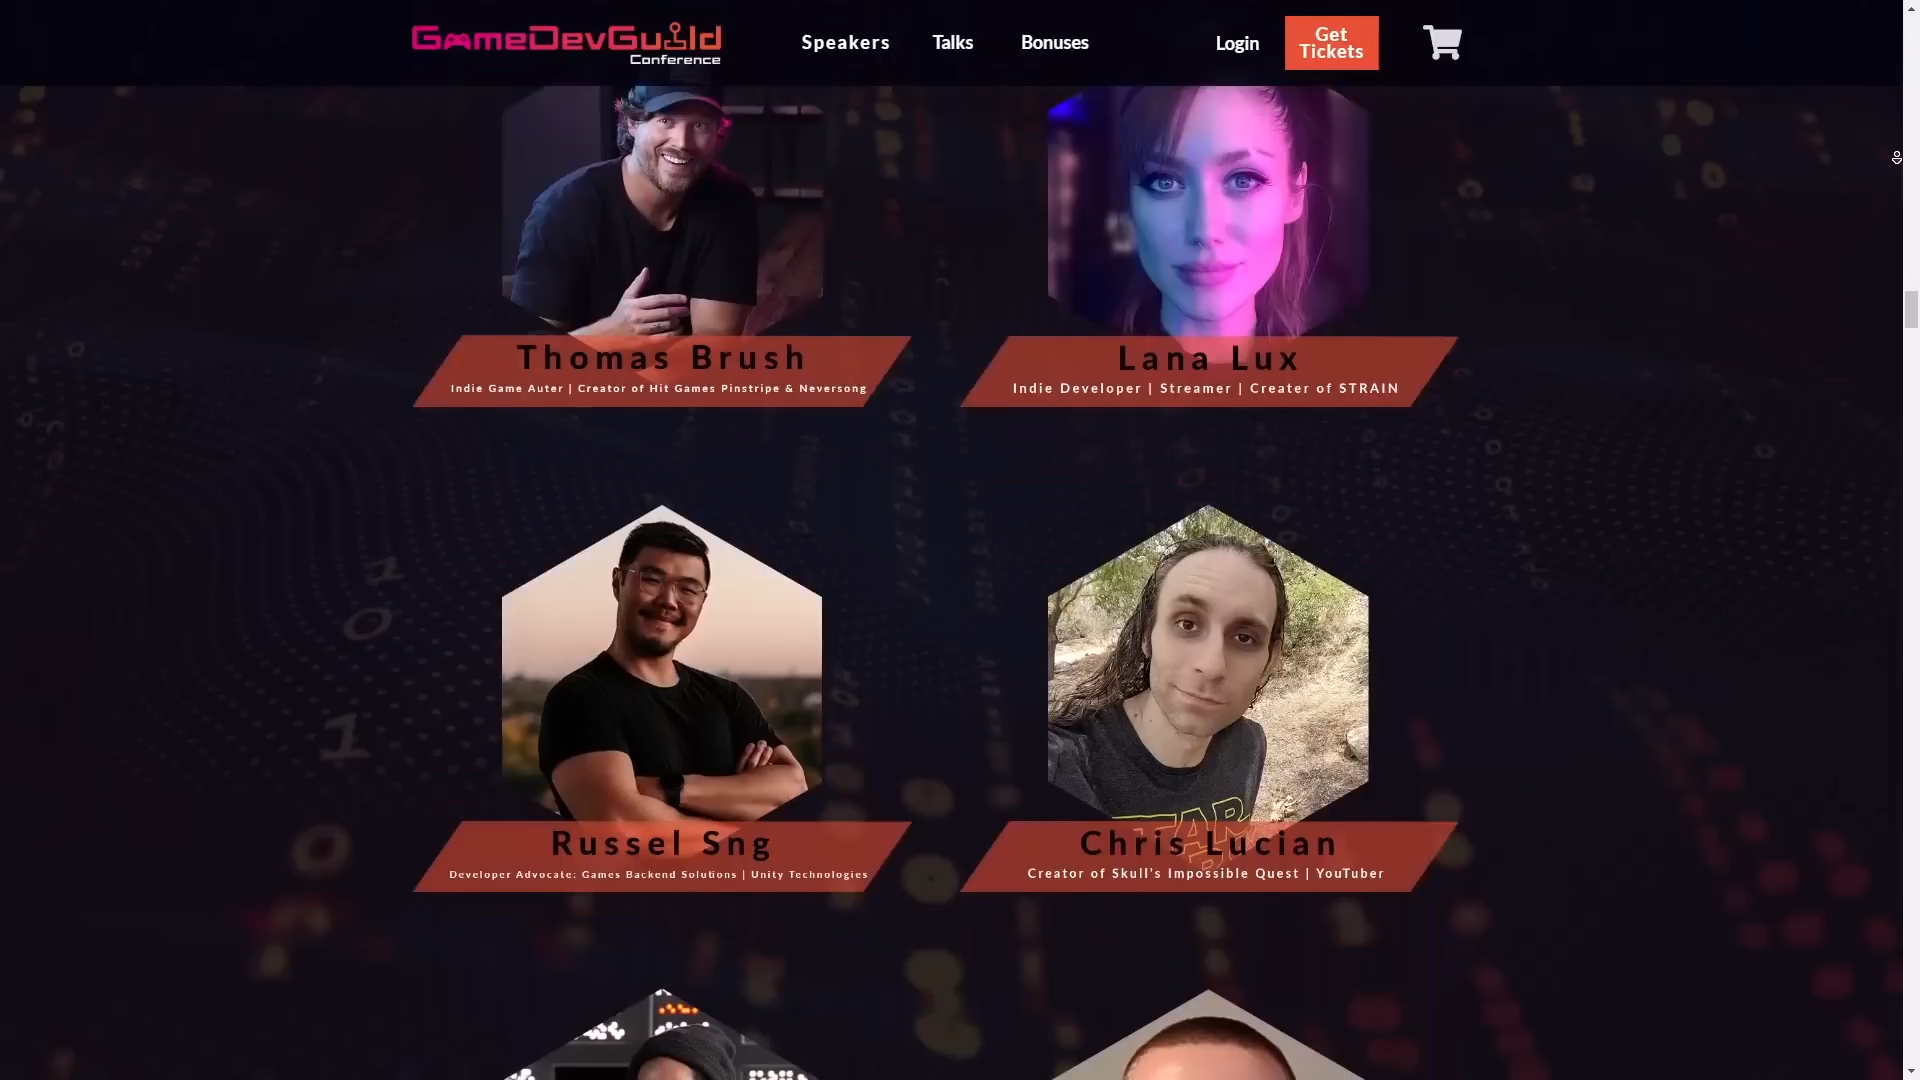 GameDevGuild
Conference
Speakers
Talks
Bonuses
Login
Get
Tickets
Thomas Brush
Indie Game Auter | Creator of Hit Games Pinstripe & Neversong
Lana Lux
Indie Developer | Streamer | Creater of STRAIN
Russel Sng
Developer Advocate: Games Backend Solutions | Unity Technologies
Chris Lucian
Creator of Skull's Impossible Quest | YouTuber